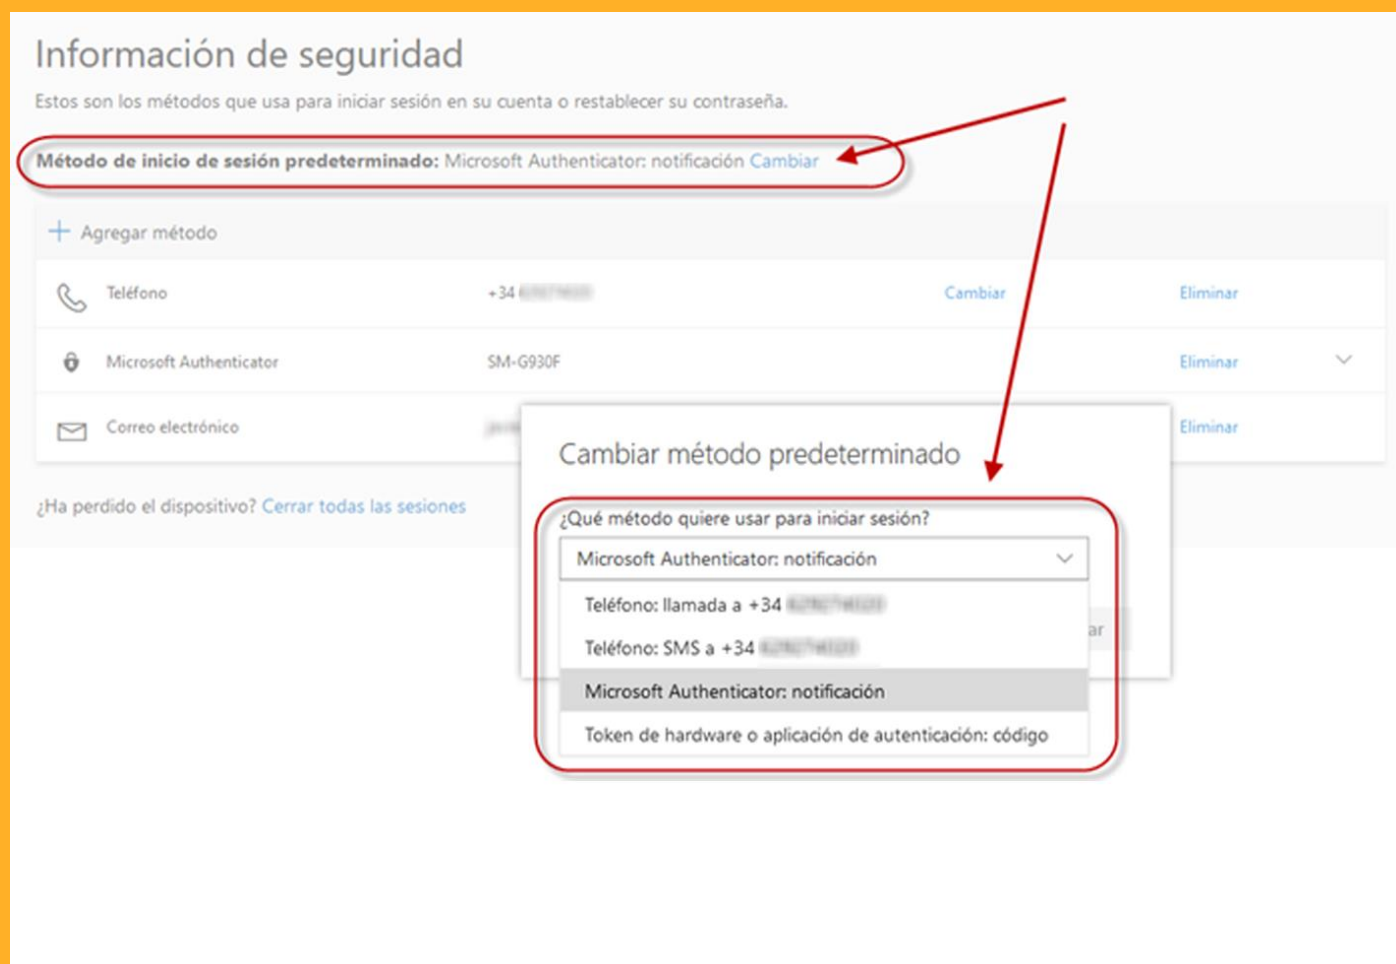 Información de seguridad
Estos son los métodos que usa para iniciar sesión en su cuenta o restablecer su contraseña.
Método de inicio de sesión predeterminado: Microsoft Authenticator: notificación Cambiar
Agregar método
Teléfono +34 Cambiar Eliminar
Microsoft Authenticator SM-G930F Eliminar
Correo electrónico Eliminar
¿Ha perdido el dispositivo? Cerrar todas las sesiones
Cambiar método predeterminado
¿Qué método quiere usar para iniciar sesión?
Microsoft Authenticator: notificación
Teléfono: llamada a +34
Teléfono: SMS a +34
ar
Microsoft Authenticator: notificación
Token de hardware o aplicación de autenticación: código